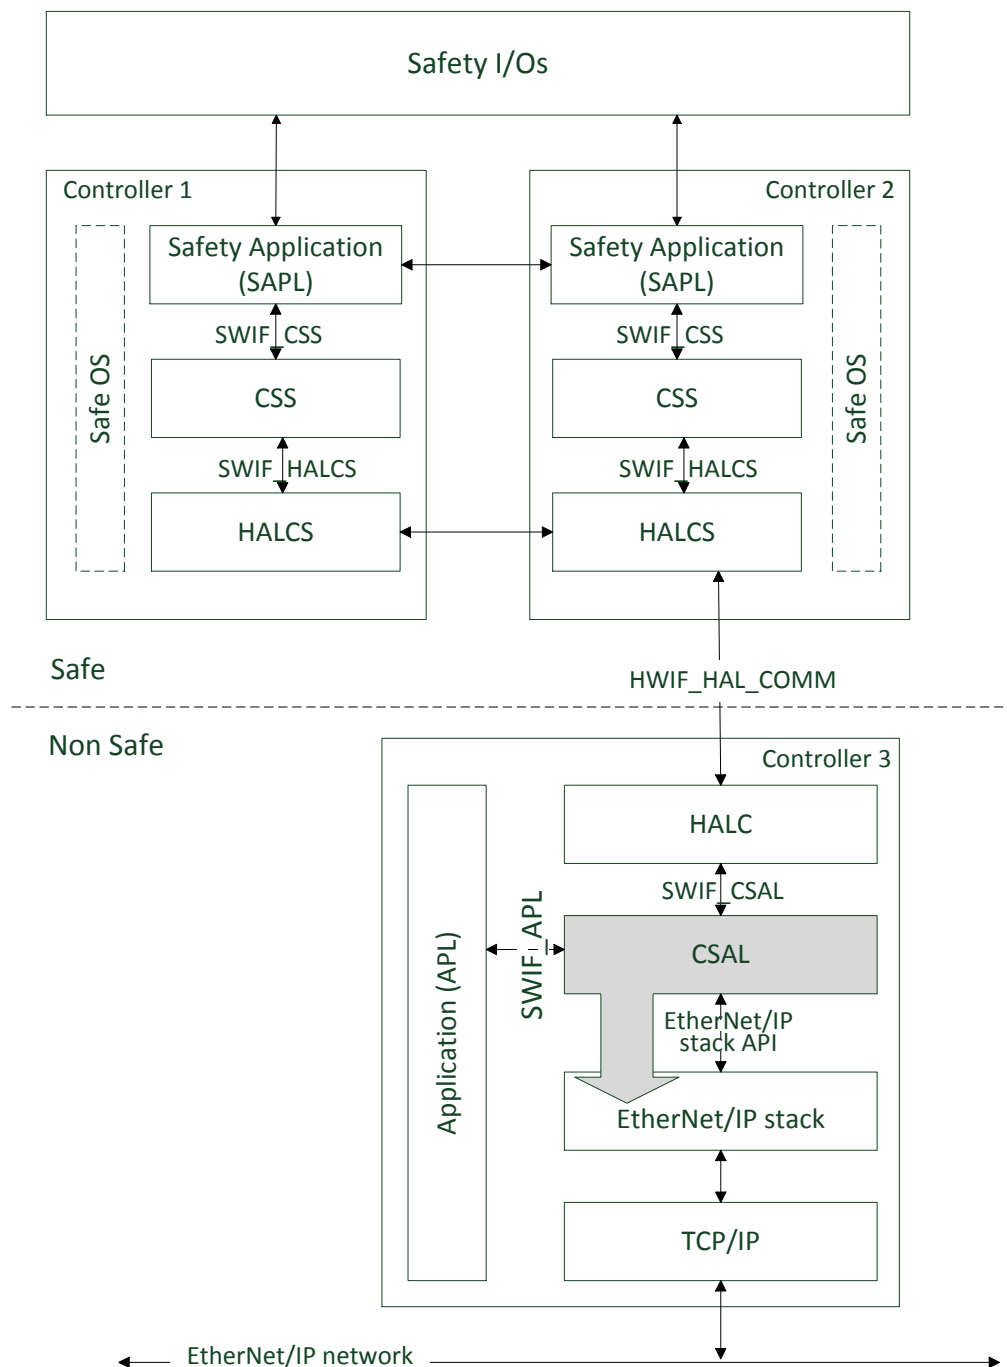 Safety I/Os
Controller 1
Safe OS
Safety Application
(SAPL)
SWIF_CSS
CSS
SWIF_HALCS
HALCS
Controller 2
Safety Application
(SAPL)
SWIF_CSS
CSS
SWIF_HALCS
HALCS
Safe OS
Safe
HWIF_HAL_COMM
Non Safe
Controller 3
HALC
SWIF_CSAL
Application (APL)
SWIF_APL
CSAL
EtherNet/IP
stack API
EtherNet/IP stack
TCP/IP
EtherNet/IP network